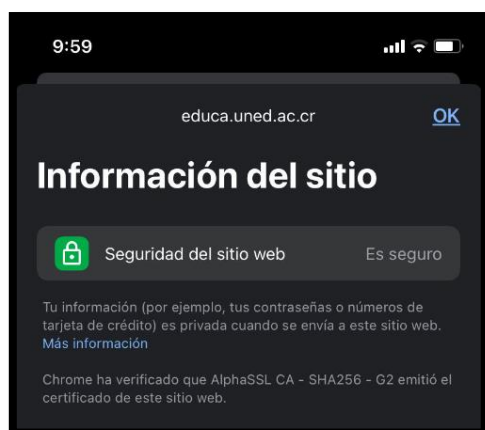 9:59
educa.uned.ac.cr
OK
Información del sitio
Seguridad del sitio web
Es seguro
Tu información (por ejemplo, tus contraseñas o números de
tarjeta de crédito) es privada cuando se envía a este sitio web.
Más información
Chrome ha verificado que AlphaSSL CA - SHA256 - G2 emitió el
certificado de este sitio web.